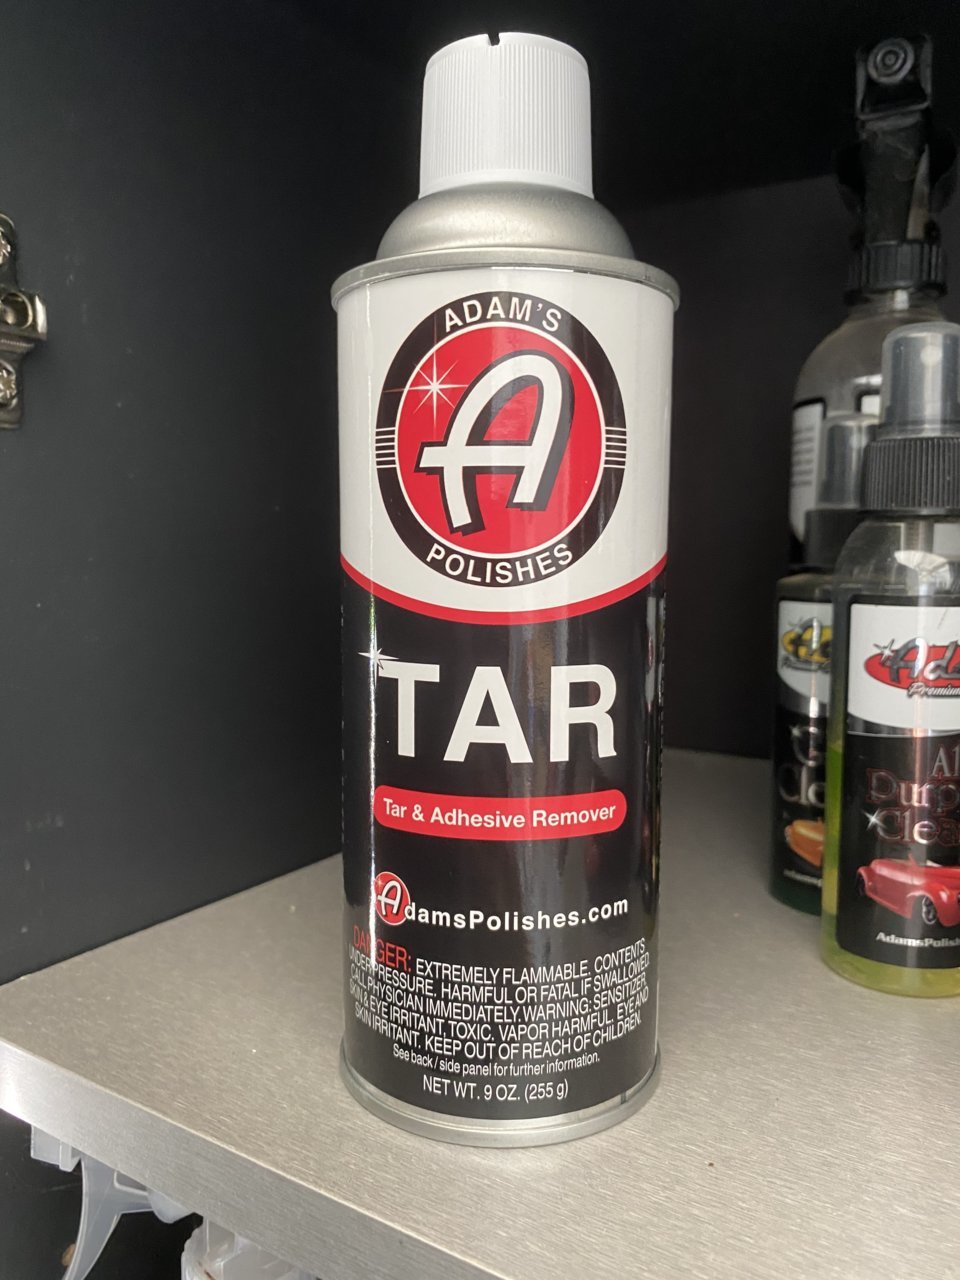 ADAM'S
A
POLISHES
TAR
Tar & Adhesive Remover
AdamsPolishes.com
DANGER: EXTREMELY FLAMMABLE. CONTENTS
UNDER PRESSURE. HARMFUL OR FATAL IF SWALLOWED.
CALL PHYSICIAN IMMEDIATELY. WARNING: SENSITIZER,
SKIN & EYE IRRITANT, TOXIC. VAPOR HARMFUL. EYE AND
SKIN IRRITANT. KEEP OUT OF REACH OF CHILDREN.
See back / side panel for further information.
NET WT. 9 OZ. (255 g)
Ad
Premium
Al
Purp
Clea
AdamsPolish